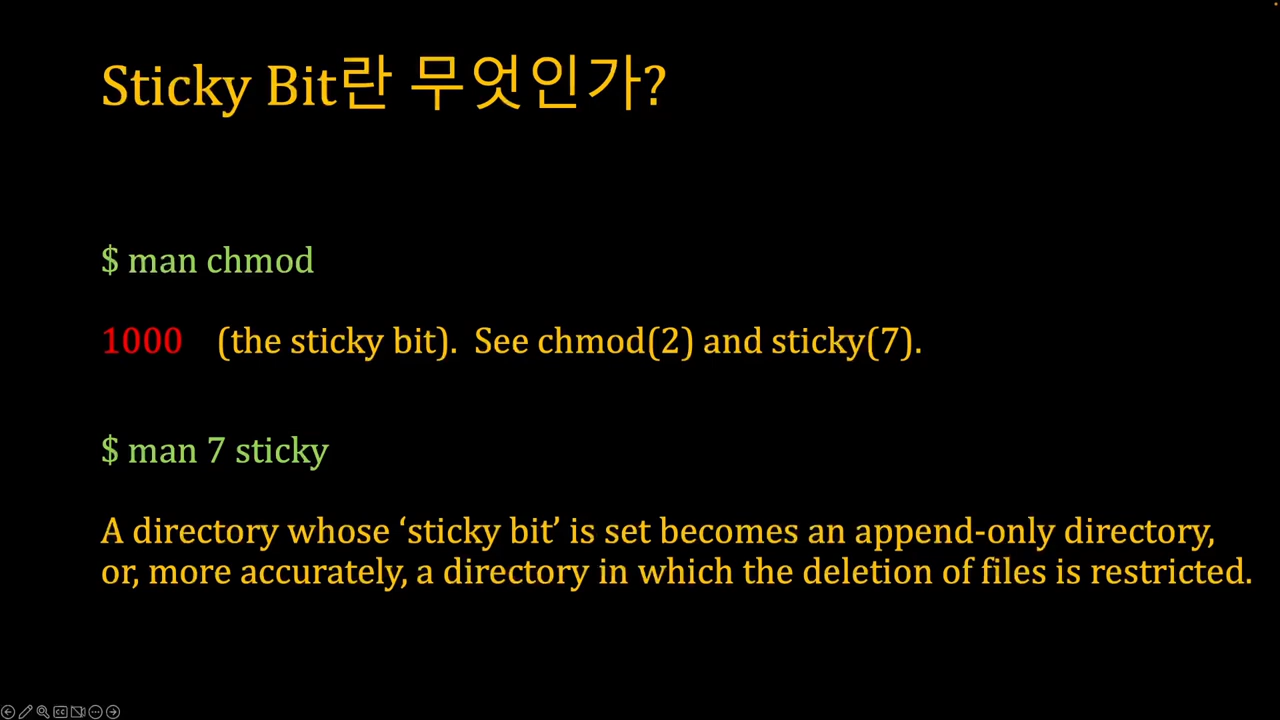 Sticky Bit란 무엇인가?
$ man chmod
1000 (the sticky bit). See chmod(2) and sticky(7).
$ man 7 sticky
A directory whose ‘sticky bit’ is set becomes an append-only directory,
or, more accurately, a directory in which the deletion of files is restricted.